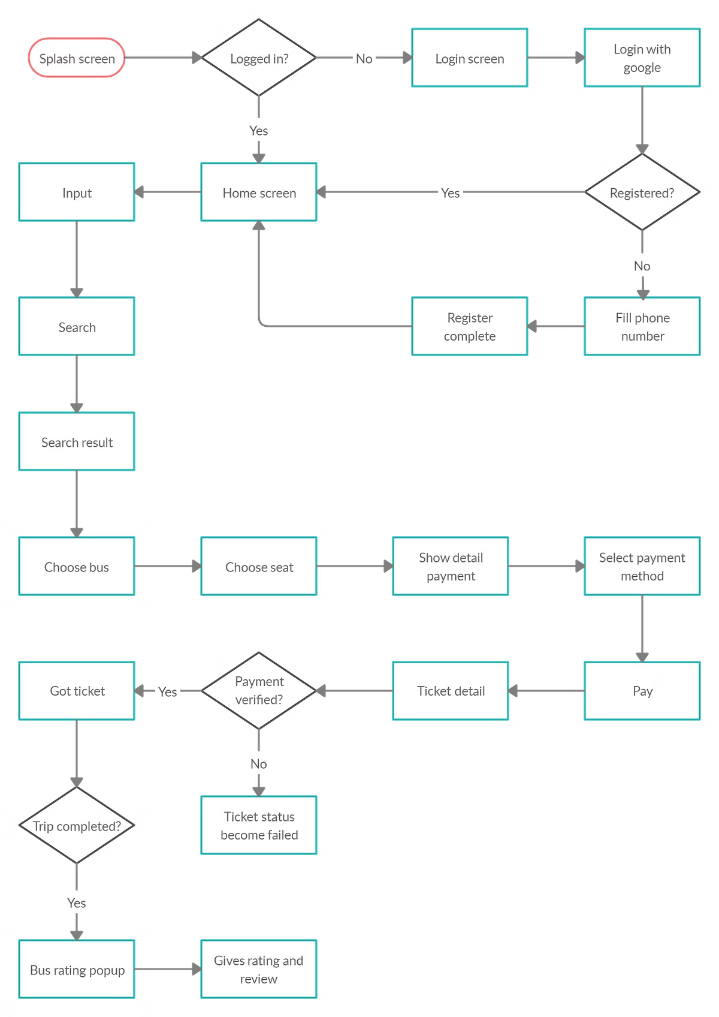 Splash screen
Logged in?
No
Login screen
Login with
google
Yes
Input
Home screen
Yes
Registered?
No
Search
Register
complete
Fill phone
number
Search result
Choose bus
Choose seat
Show detail
payment
Select payment
method
Got ticket
Yes
Payment
verified?
Ticket detail
Pay
No
Trip completed?
Ticket status
become failed
Yes
Bus rating popup
Gives rating and
review